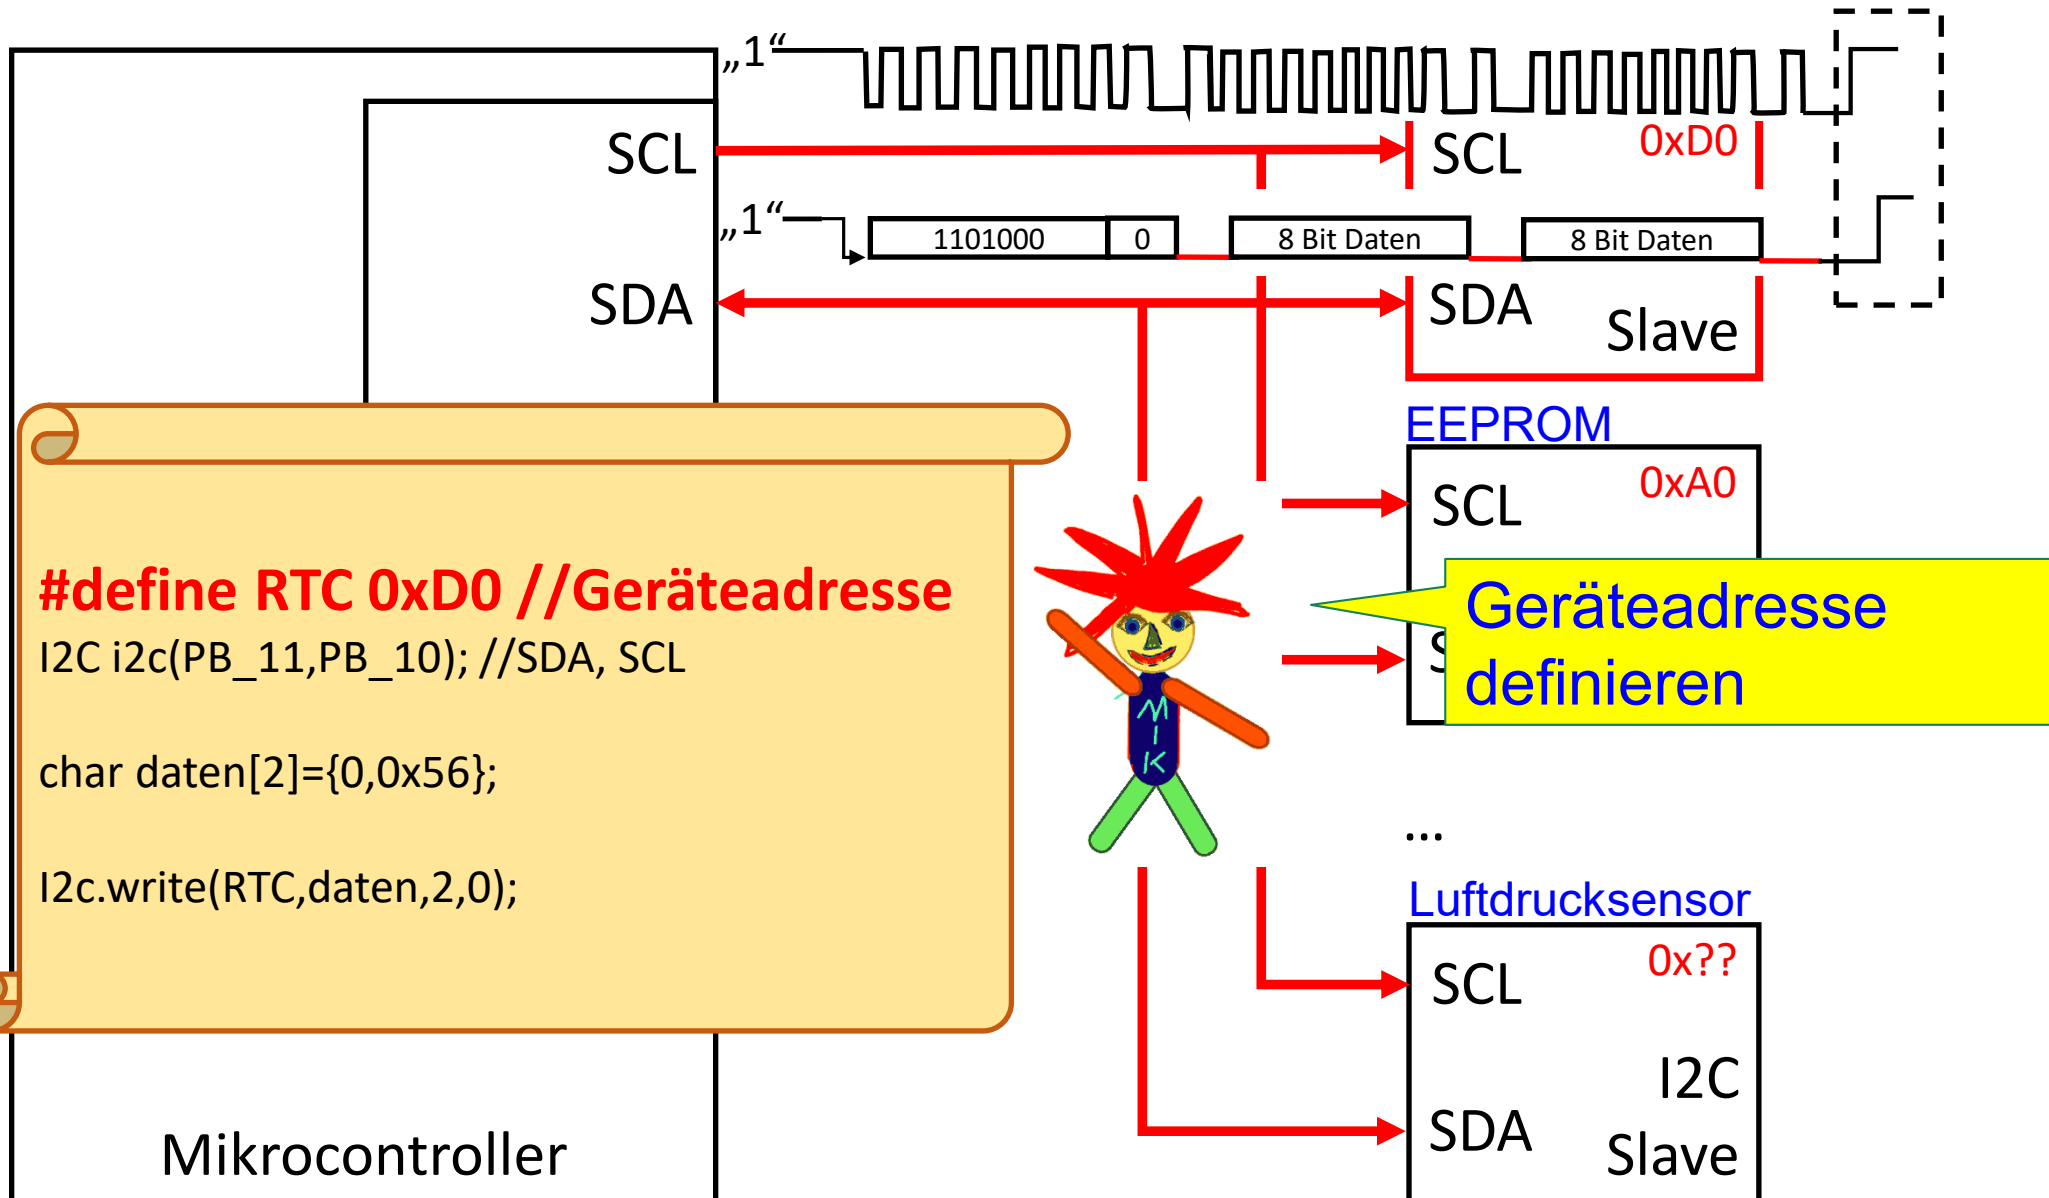 „1“
SCL
SCL
0xD0
„1“
1101000
0
8 Bit Daten
8 Bit Daten
SDA
SDA
Slave
EEPROM
SCL
0xA0
#define RTC 0xD0 //Geräteadresse
I2C i2c(PB_11,PB_10); //SDA, SCL
char daten[2]={0,0x56};
I2c.write(RTC,daten,2,0);
Geräteadresse
definieren
MIK
...
Luftdrucksensor
SCL
0x??
I2C
SDA
Slave
Mikrocontroller